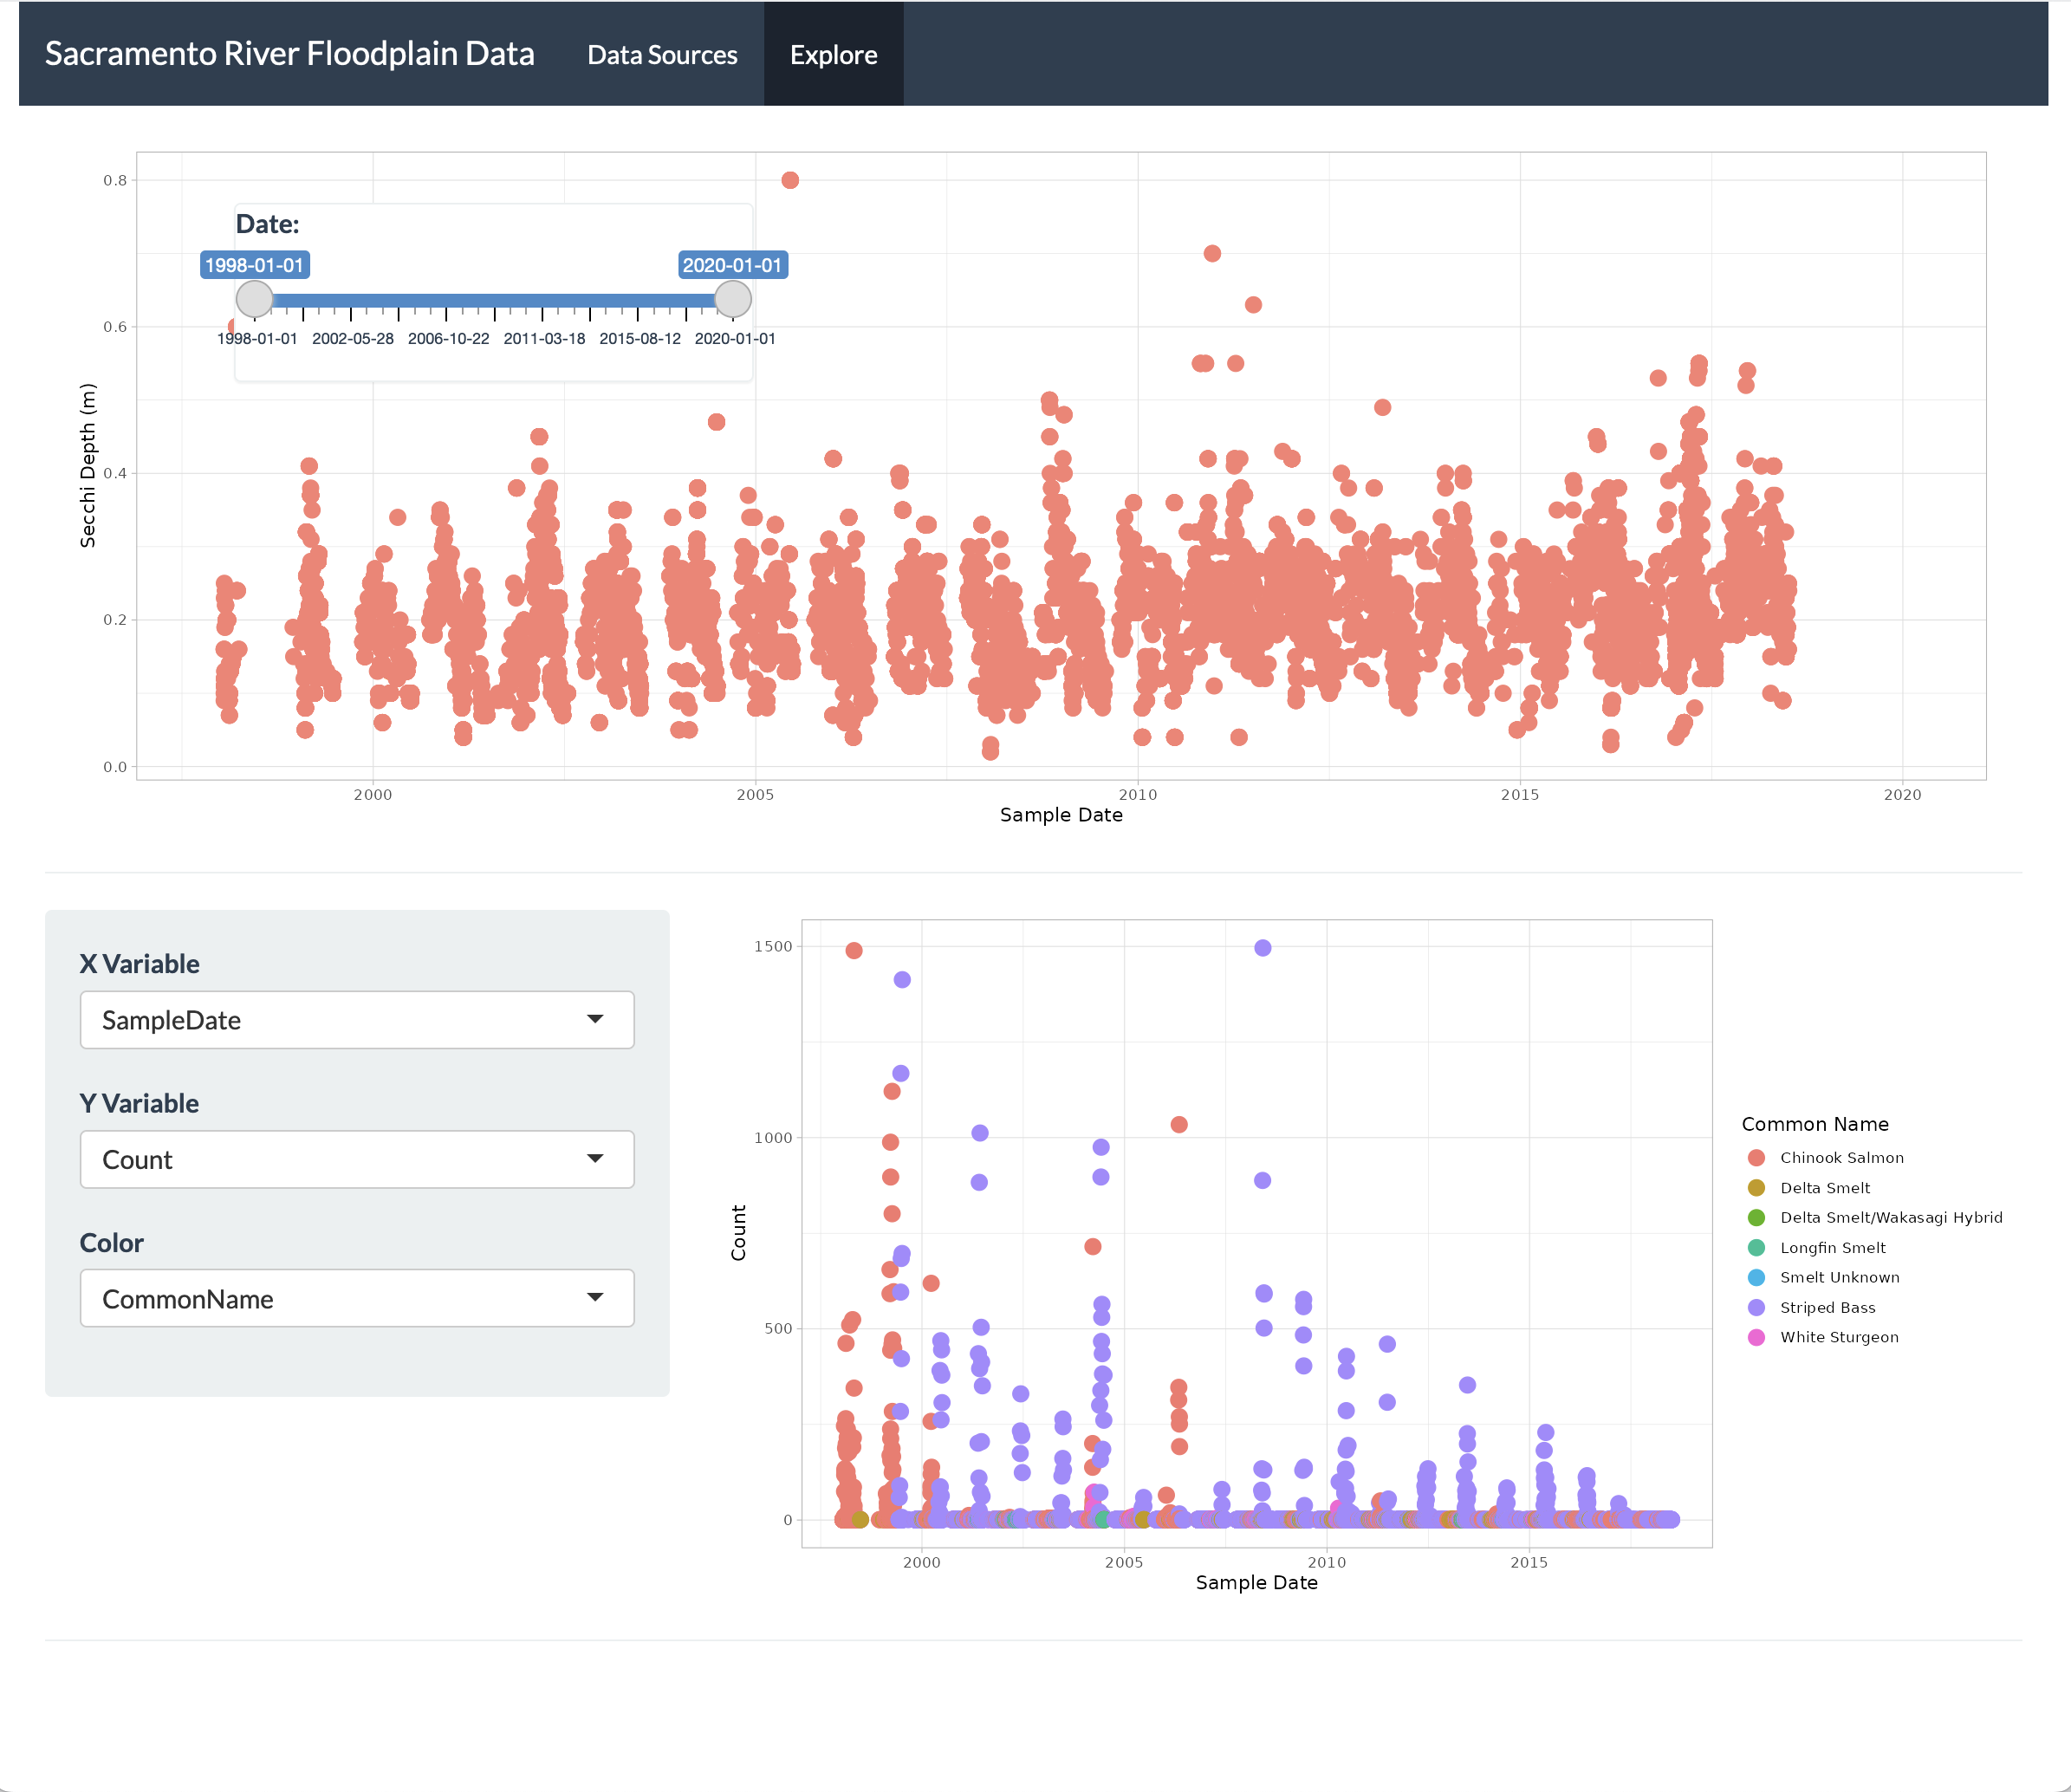 Sacramento River Floodplain Data Data Sources Explore
0.8
Date:
1998-01-01 2020-01-01
0.6
1998-01-01 2002-05-28 2006-10-22 2011-03-18 2015-08-12 2020-01-01
Secchi Depth (m)
0.4
0.2
0.0
2000 2005 2010 2015 2020
Sample Date
X Variable
SampleDate
Y Variable
Count
Color
CommonName
1500
1000
500
0
Count
2000 2005 2010 2015
Sample Date
Common Name
Chinook Salmon
Delta Smelt
Delta Smelt/Wakasagi Hybrid
Longfin Smelt
Smelt Unknown
Striped Bass
White Sturgeon